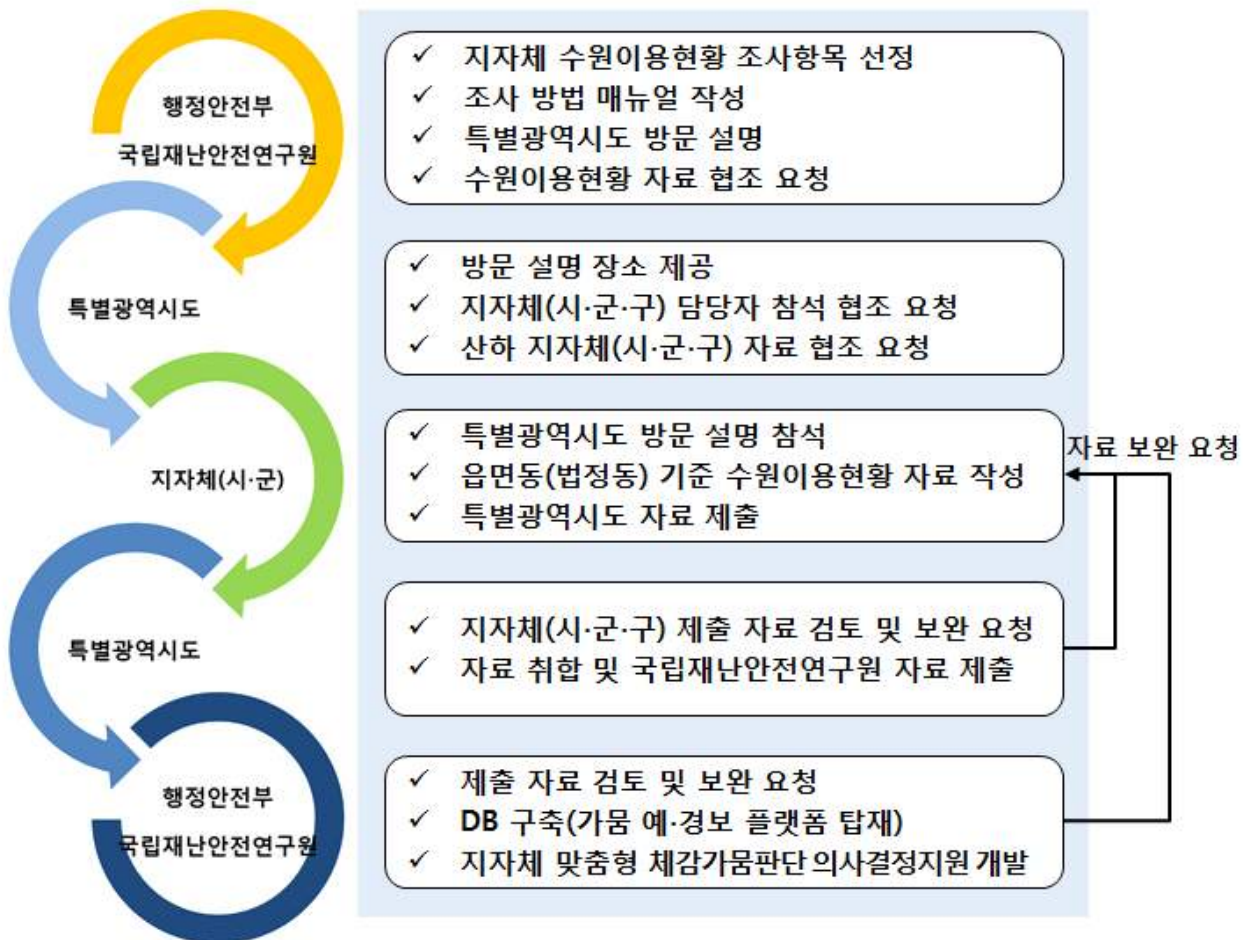 행정안전부
국립재난안전연구원
✓ 지자체 수원이용현황 조사항목 선정
✓ 조사 방법 매뉴얼 작성
✓ 특별광역시도 방문 설명
✓ 수원이용현황 자료 협조 요청
특별광역시도
✓ 방문 설명 장소 제공
✓ 지자체(시·군·구) 담당자 참석 협조 요청
✓ 산하 지자체(시·군·구) 자료 협조 요청
지자체(시·군)
✓ 특별광역시도 방문 설명 참석
✓ 읍면동(법정동) 기준 수원이용현황 자료 작성
✓ 특별광역시도 자료 제출
자료 보완 요청
특별광역시도
✓ 지자체(시·군·구) 제출 자료 검토 및 보완 요청
✓ 자료 취합 및 국립재난안전연구원 자료 제출
행정안전부
국립재난안전연구원
✓ 제출 자료 검토 및 보완 요청
✓ DB 구축(가뭄 예·경보 플랫폼 탑재)
✓ 지자체 맞춤형 체감가뭄판단 의사결정지원 개발